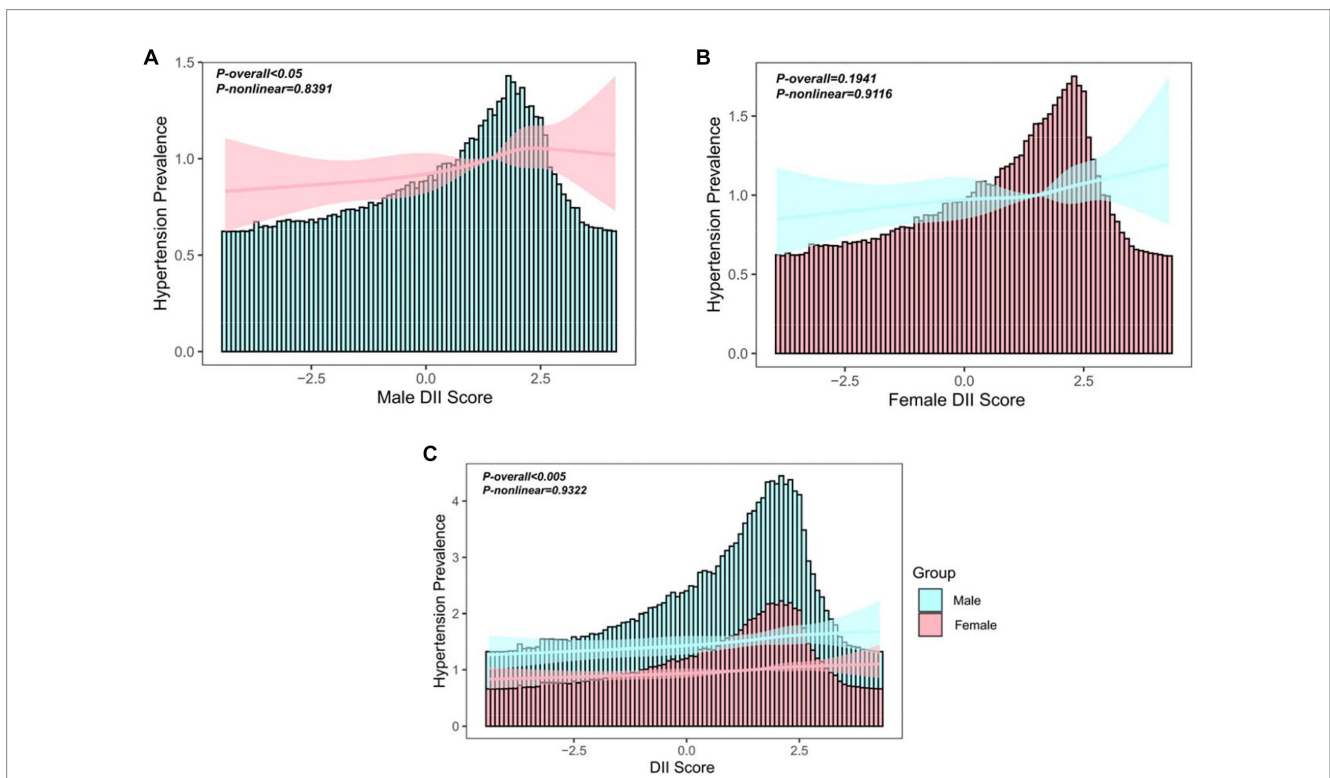 A
P-overall<0.05
P-nonlinear=0.8391
Hypertension Prevalence
1.5
1.0
0.5
0.0
−2.5 0.0 2.5
Male DII Score
B
P-overall=0.1941
P-nonlinear=0.9116
Hypertension Prevalence
1.5
1.0
0.5
0.0
−2.5 0.0 2.5
Female DII Score
C
P-overall<0.005
P-nonlinear=0.9322
Hypertension Prevalence
4
3
2
1
0
−2.5 0.0 2.5
DII Score
Group
Male
Female